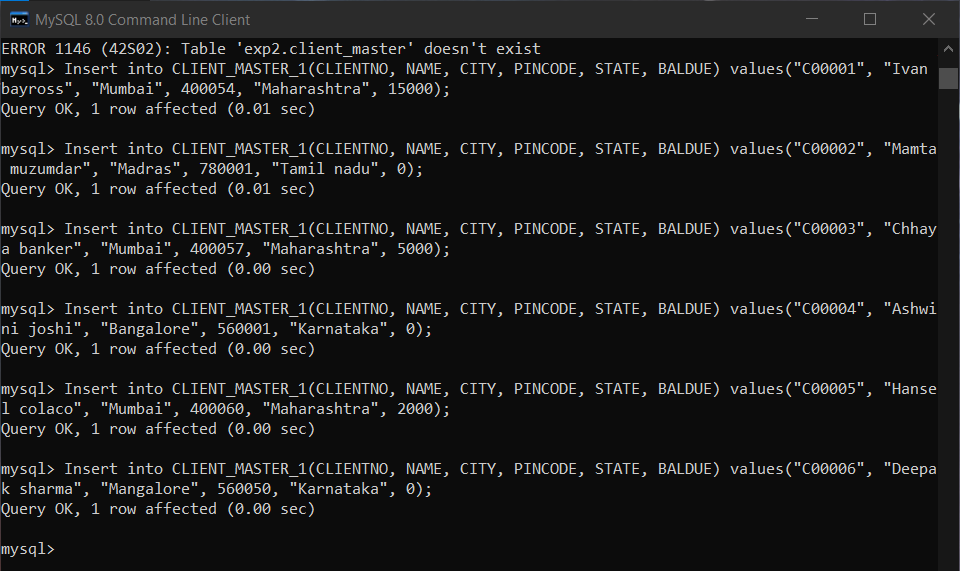 MySQL 8.0 Command Line Client
ERROR 1146 (42S02): Table 'exp2.client_master' doesn't exist
mysql> Insert into CLIENT_MASTER_1(CLIENTNO, NAME, CITY, PINCODE, STATE, BALDUE) values("C00001", "Ivan
bayross", "Mumbai", 400054, "Maharashtra", 15000);
Query OK, 1 row affected (0.01 sec)
mysql> Insert into CLIENT_MASTER_1(CLIENTNO, NAME, CITY, PINCODE, STATE, BALDUE) values("C00002", "Mamta
 muzumdar", "Madras", 780001, "Tamil nadu", 0);
Query OK, 1 row affected (0.01 sec)
mysql> Insert into CLIENT_MASTER_1(CLIENTNO, NAME, CITY, PINCODE, STATE, BALDUE) values("C00003", "Chhay
a banker", "Mumbai", 400057, "Maharashtra", 5000);
Query OK, 1 row affected (0.00 sec)
mysql> Insert into CLIENT_MASTER_1(CLIENTNO, NAME, CITY, PINCODE, STATE, BALDUE) values("C00004", "Ashwi
ni joshi", "Bangalore", 560001, "Karnataka", 0);
Query OK, 1 row affected (0.00 sec)
mysql> Insert into CLIENT_MASTER_1(CLIENTNO, NAME, CITY, PINCODE, STATE, BALDUE) values("C00005", "Hanse
l colaco", "Mumbai", 400060, "Maharashtra", 2000);
Query OK, 1 row affected (0.00 sec)
mysql> Insert into CLIENT_MASTER_1(CLIENTNO, NAME, CITY, PINCODE, STATE, BALDUE) values("C00006", "Deepa
k sharma", "Mangalore", 560050, "Karnataka", 0);
Query OK, 1 row affected (0.00 sec)
mysql>